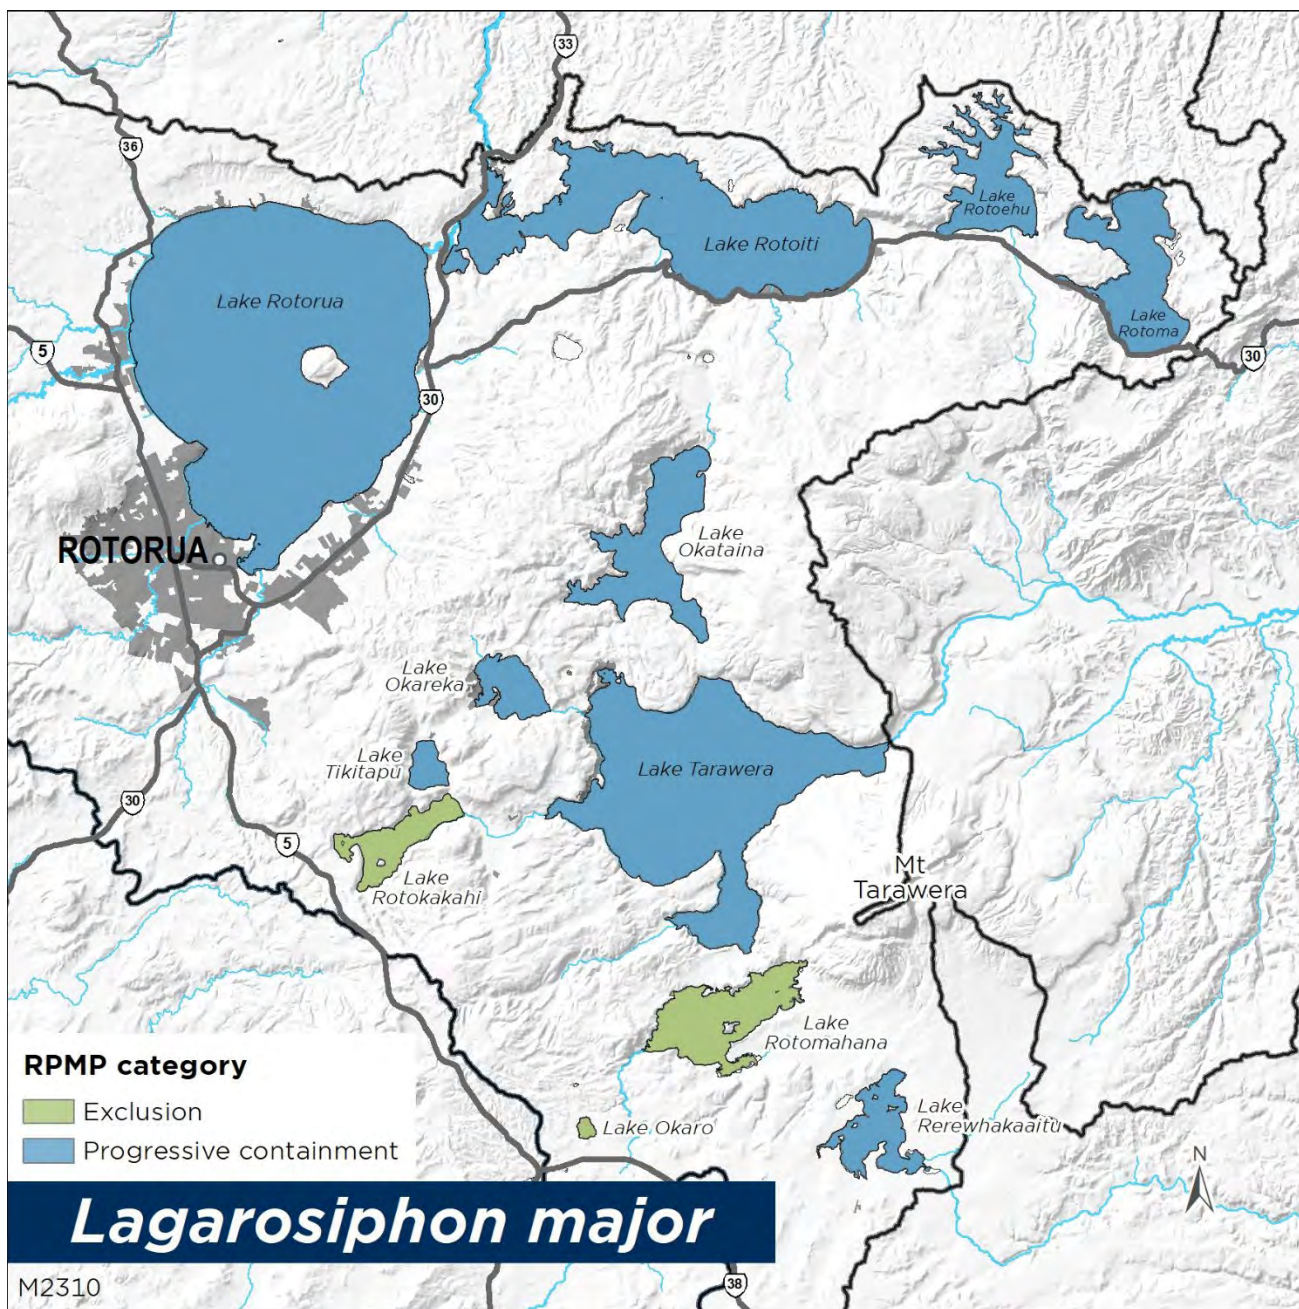 33
36
Lake
Rotoehu
Lake Rotoiti
Lake Rotorua
Lake
Rotoma
5
30
30
Lake
Okataina
ROTORUA
Lake
Okareka
Lake
Tikitapu
Lake Tarawera
30
5
Mt
Tarawera
Lake
Rotokakahi
Lake
Rotomahana
RPMP category
Exclusion
Progressive containment
Lake Okaro
Lake
Rerewhakaaitu
N
Lagarosiphon major
M2310
38